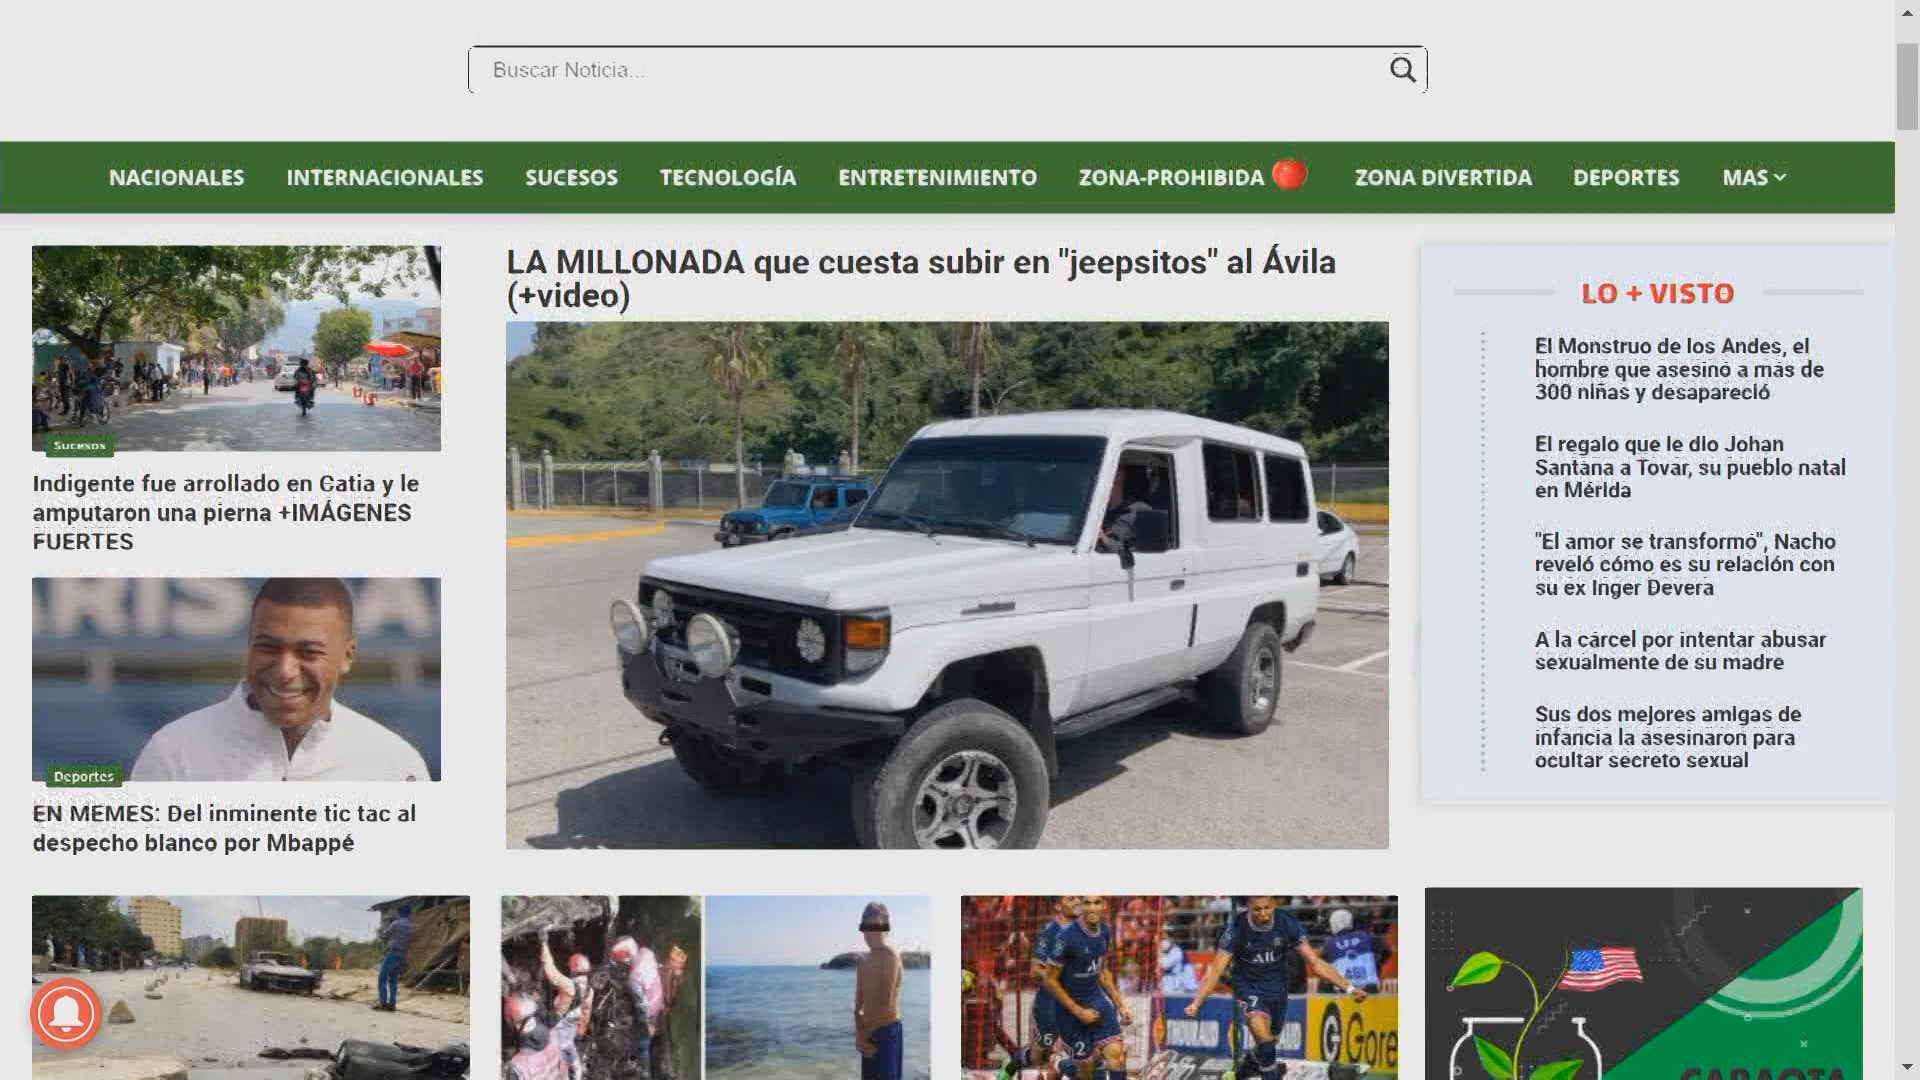 Buscar Noticia...
NACIONALES INTERNACIONALES SUCESOS TECNOLOGÍA ENTRETENIMIENTO ZONA-PROHIBIDA ZONA DIVERTIDA DEPORTES MAS
Sucesos
Indigente fue arrollado en Catia y le
amputaron una pierna +IMÁGENES
FUERTES
Deportes
EN MEMES: Del inminente tic tac al
despecho blanco por Mbappé
LA MILLONADA que cuesta subir en "jeepsitos" al Ávila
(+video)
LO + VISTO
El Monstruo de los Andes, el
hombre que asesinó a más de
300 niñas y desapareció
El regalo que le dio Johan
Santana a Tovar, su pueblo natal
en Mérida
"El amor se transformó", Nacho
reveló cómo es su relación con
su ex Inger Devera
A la cárcel por intentar abusar
sexualmente de su madre
Sus dos mejores amigas de
infancia la asesinaron para
ocultar secreto sexual
CARAOTA